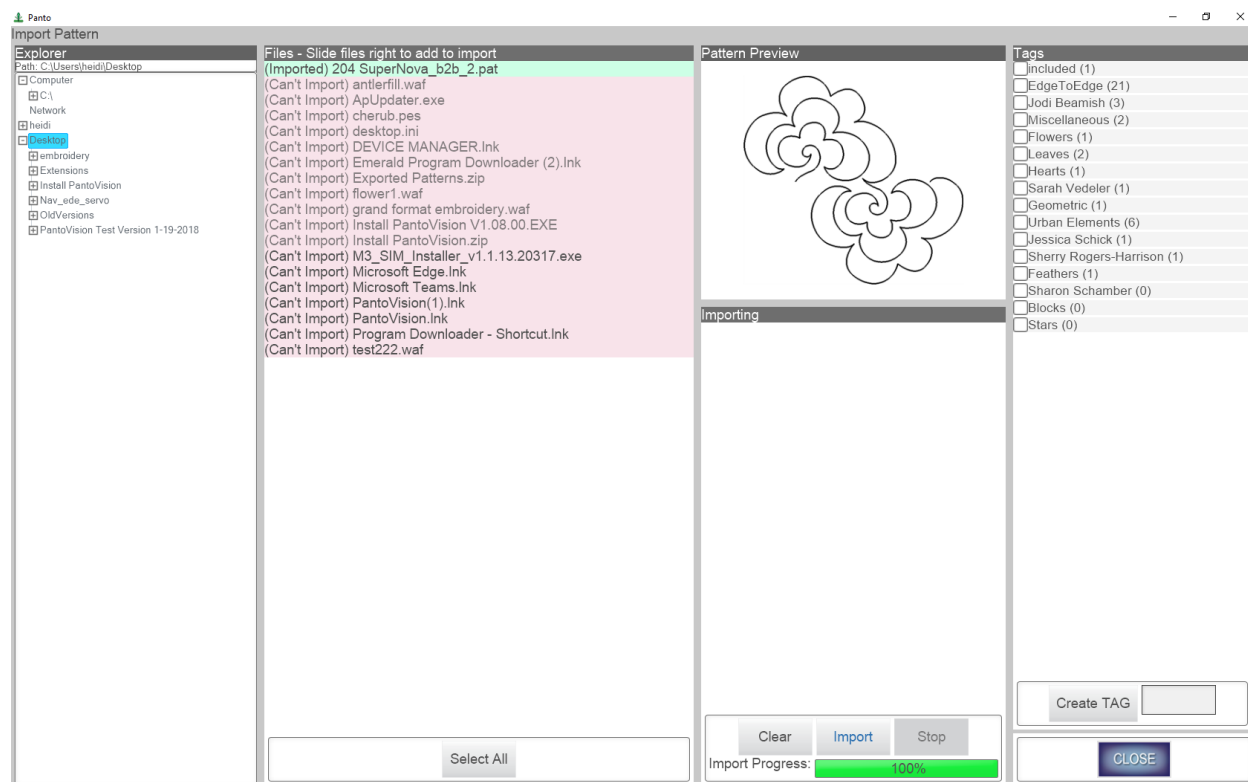 Panto
Import Pattern
Explorer
Path: C:\Users\heidi\Desktop
Computer
C:\
Network
heidi
Desktop
embroidery
Extensions
Install PantoVision
Nav_ede_servo
OldVersions
PantoVision Test Version 1-19-2018
Files - Slide files right to add to import
(Imported) 204 SuperNova_b2b_2.pat
(Can't Import) antlerfill.waf
(Can't Import) ApUpdater.exe
(Can't Import) cherub.pes
(Can't Import) desktop.ini
(Can't Import) DEVICE MANAGER.lnk
(Can't Import) Emerald Program Downloader (2).lnk
(Can't Import) Exported Patterns.zip
(Can't Import) flower1.waf
(Can't Import) grand format embroidery.waf
(Can't Import) Install PantoVision V1.08.00.EXE
(Can't Import) Install PantoVision.zip
(Can't Import) M3_SIM_Installer_v1.1.13.20317.exe
(Can't Import) Microsoft Edge.lnk
(Can't Import) Microsoft Teams.lnk
(Can't Import) PantoVision(1).lnk
(Can't Import) PantoVision.lnk
(Can't Import) Program Downloader - Shortcut.lnk
(Can't Import) test222.waf
Select All
Pattern Preview
Importing
Clear
Import
Stop
Import Progress:
100%
Tags
included (1)
EdgeToEdge (21)
Jodi Beamish (3)
Miscellaneous (2)
Flowers (1)
Leaves (2)
Hearts (1)
Sarah Vedeler (1)
Geometric (1)
Urban Elements (6)
Jessica Schick (1)
Sherry Rogers-Harrison (1)
Feathers (1)
Sharon Schamber (0)
Blocks (0)
Stars (0)
Create TAG
CLOSE